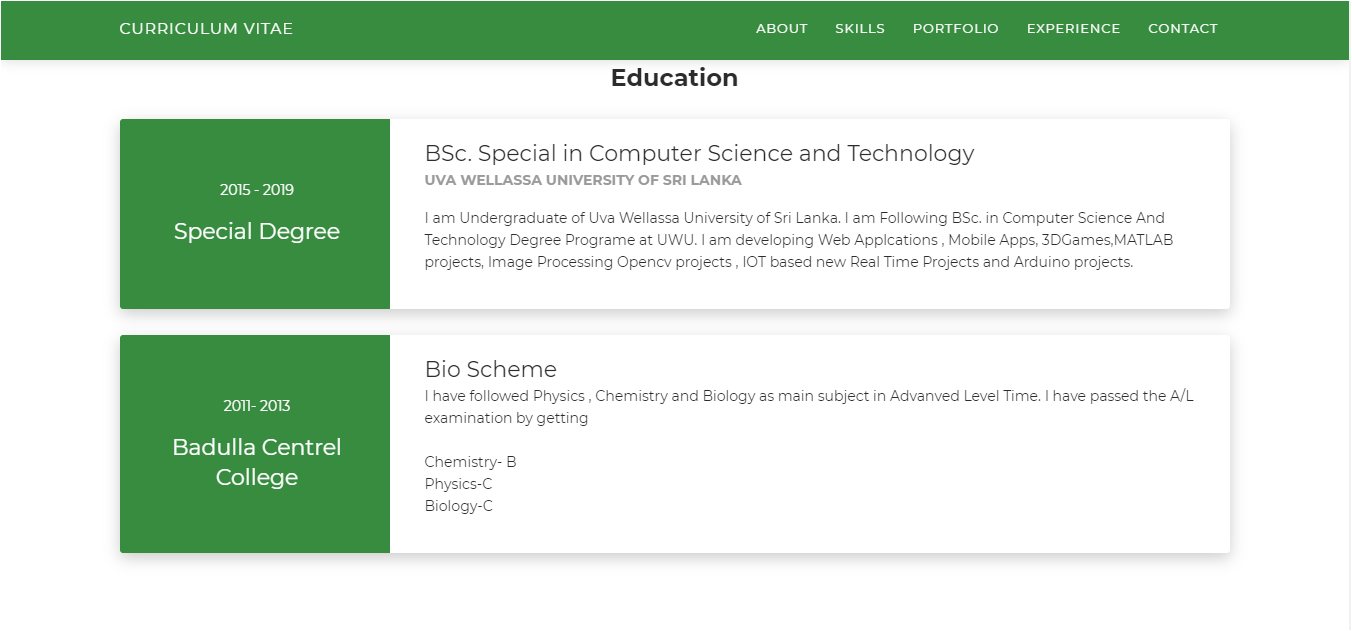 CURRICULUM VITAE ABOUT SKILLS PORTFOLIO EXPERIENCE CONTACT
Education
2015 - 2019
Special Degree
BSc. Special in Computer Science and Technology
UVA WELLASSA UNIVERSITY OF SRI LANKA
I am Undergraduate of Uva Wellassa University of Sri Lanka. I am Following BSc. in Computer Science And
Technology Degree Programe at UWU. I am developing Web Applcations , Mobile Apps, 3DGames,MATLAB
projects, Image Processing Opencv projects , IOT based new Real Time Projects and Arduino projects.
2011- 2013
Badulla Centrel
College
Bio Scheme
I have followed Physics , Chemistry and Biology as main subject in Advanved Level Time. I have passed the A/L
examination by getting
Chemistry- B
Physics-C
Biology-C